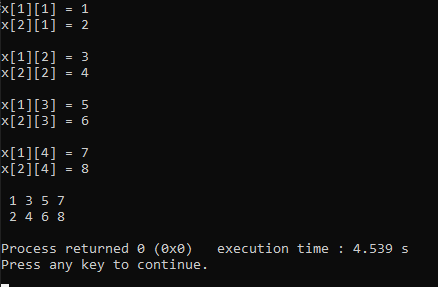 x[1][1] = 1
x[2][1] = 2
x[1][2] = 3
x[2][2] = 4
x[1][3] = 5
x[2][3] = 6
x[1][4] = 7
x[2][4] = 8
1 3 5 7
2 4 6 8
Process returned 0 (0x0)   execution time : 4.539 s
Press any key to continue.